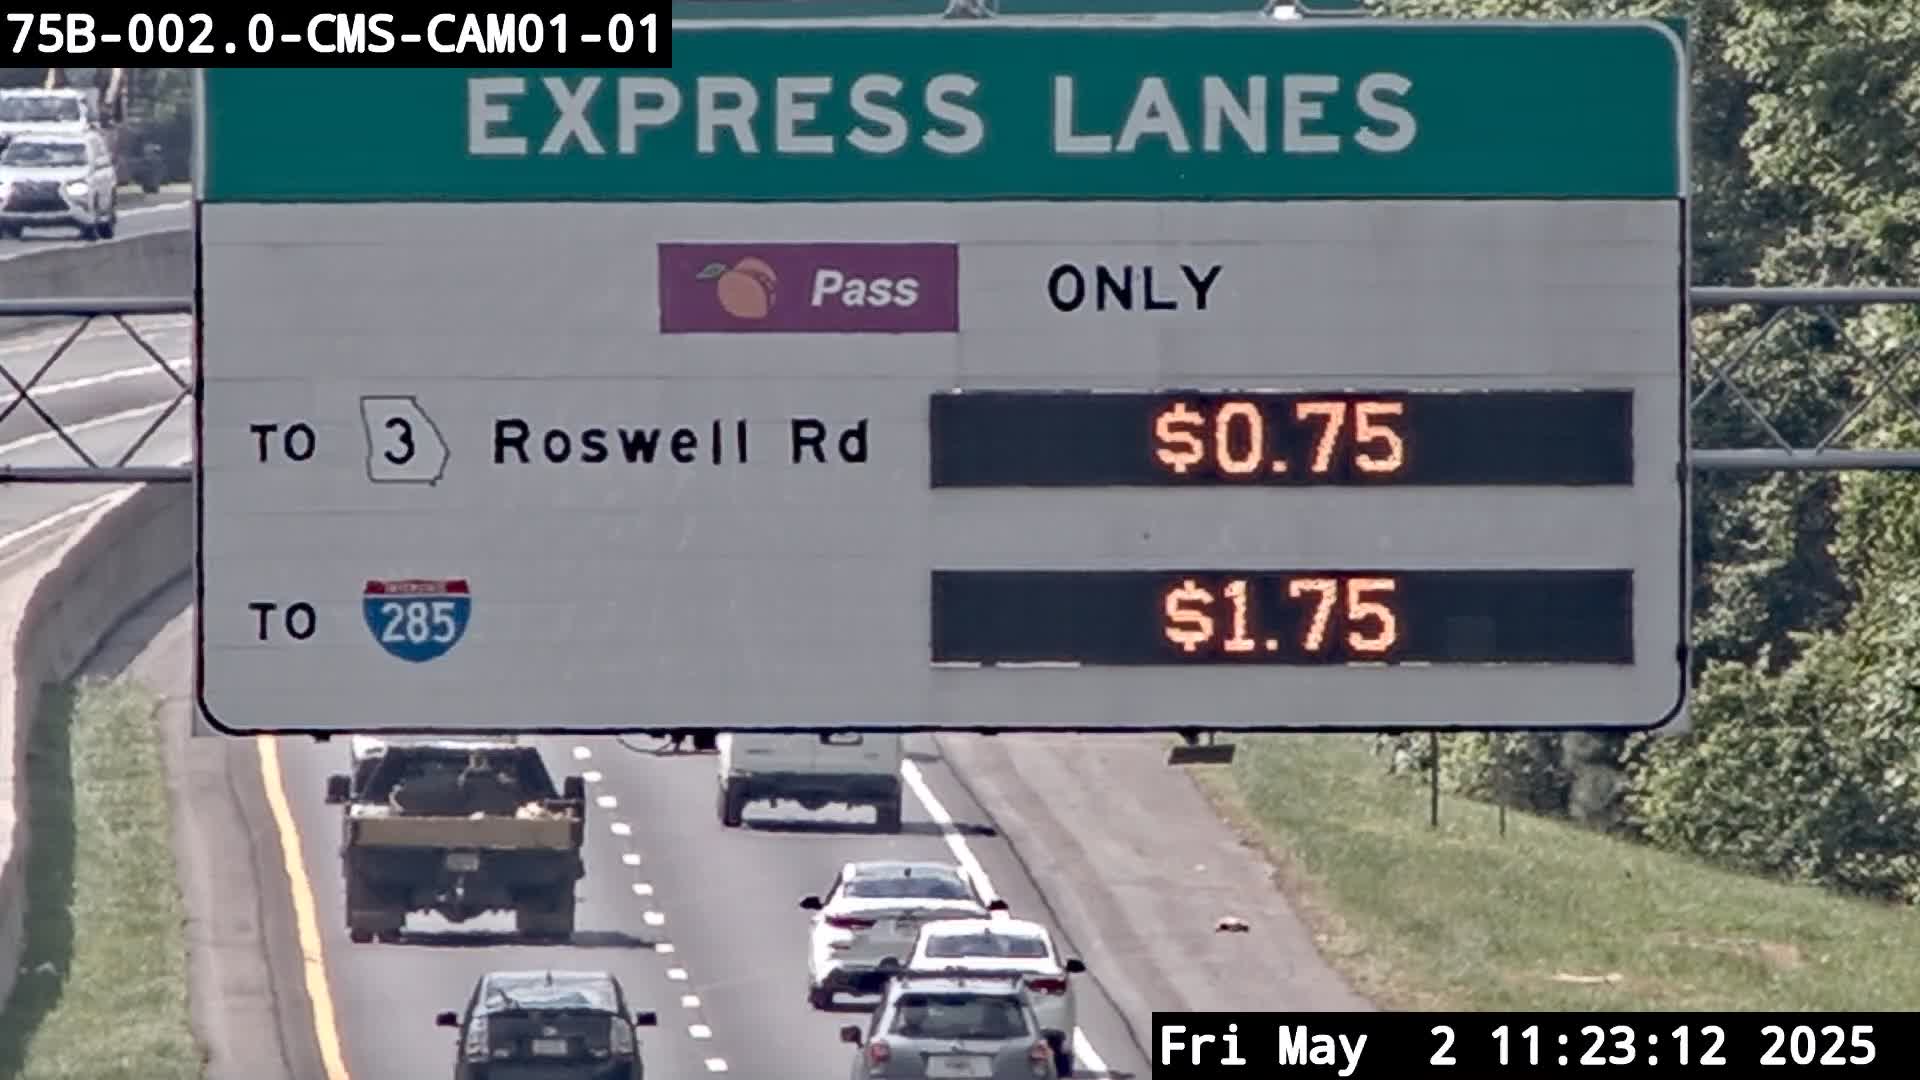 75B-002.0-CMS-CAM01-01
EXPRESS LANES
Pass ONLY
TO 3 Roswell Rd $0.75
TO 285 $1.75
Fri May 2 11:23:12 2025